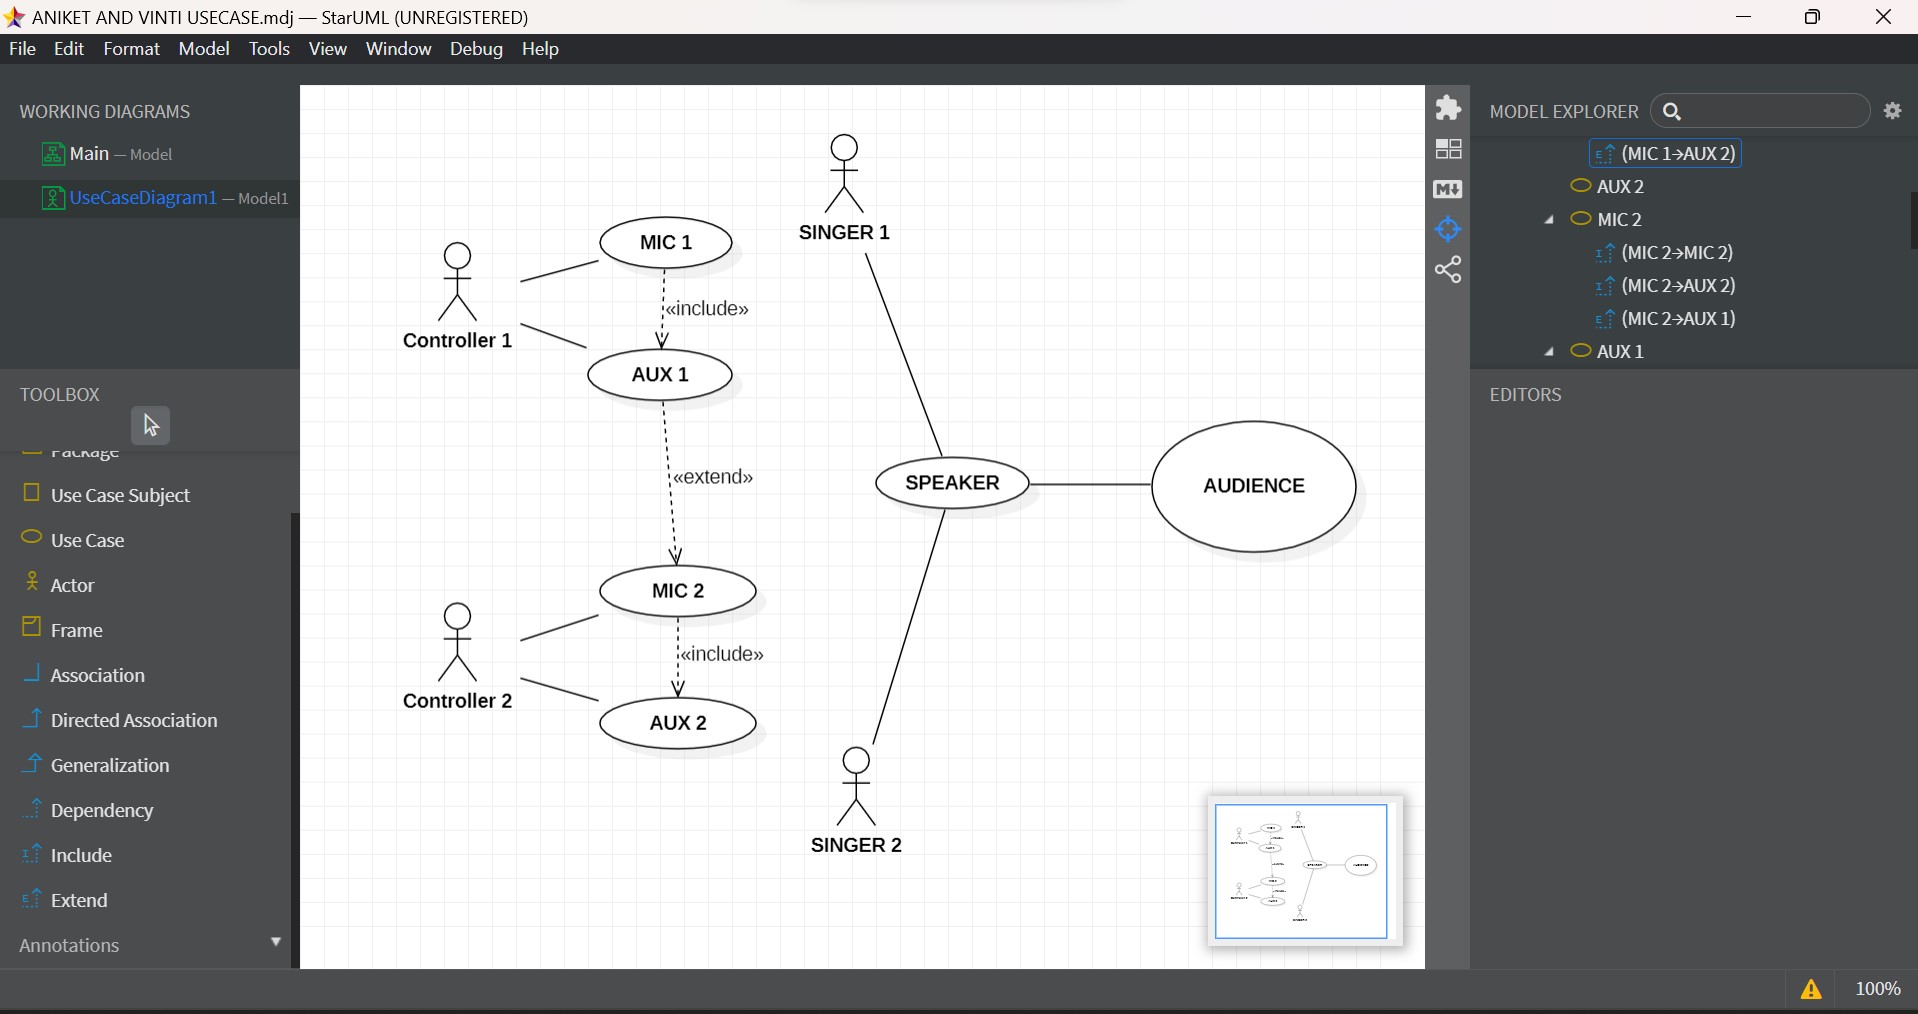 ANIKET AND VINTI USECASE.mdj — StarUML (UNREGISTERED)
File Edit Format Model Tools View Window Debug Help
WORKING DIAGRAMS
Main — Model
UseCaseDiagram1 — Model1
TOOLBOX
Package
Use Case Subject
Use Case
Actor
Frame
Association
Directed Association
Generalization
Dependency
I Include
E Extend
Annotations
SINGER 1
MIC 1
«include»
Controller 1
AUX 1
«extend»
SPEAKER
AUDIENCE
MIC 2
«include»
Controller 2
AUX 2
SINGER 2
M↓
MODEL EXPLORER
E (MIC 1→AUX 2)
AUX 2
MIC 2
I (MIC 2→MIC 2)
I (MIC 2→AUX 2)
E (MIC 2→AUX 1)
AUX 1
EDITORS
100%